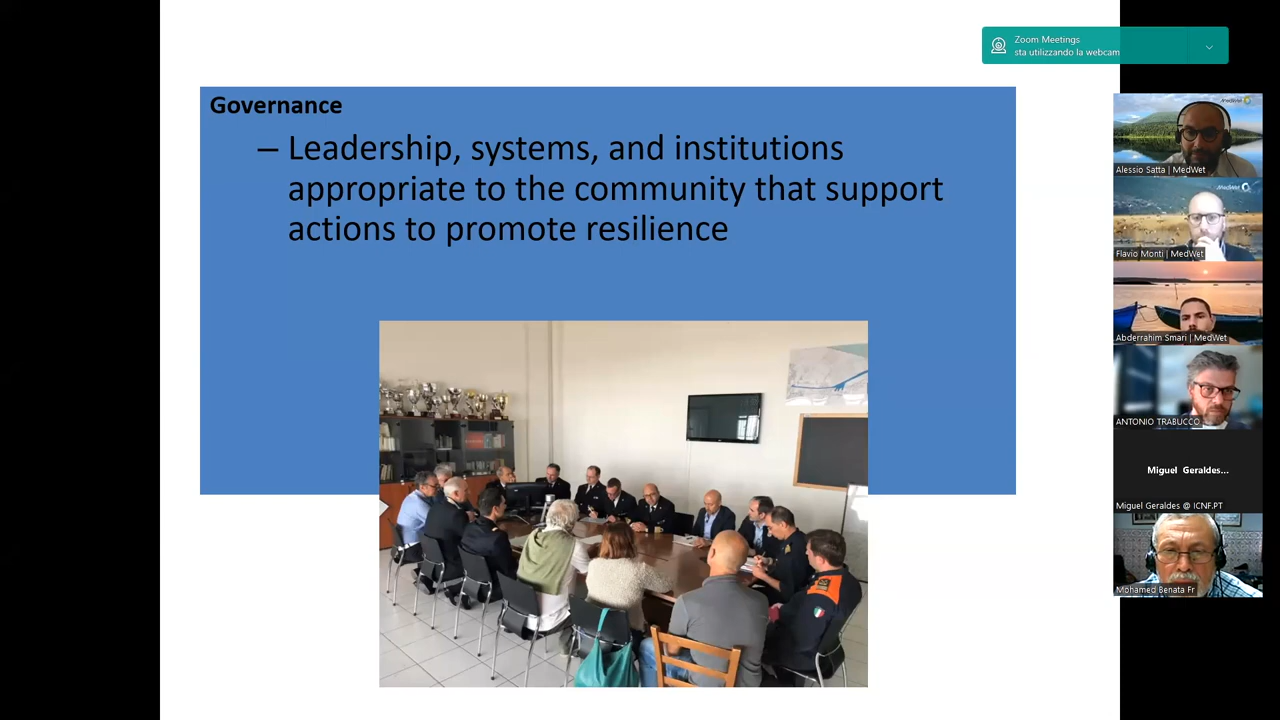 Zoom Meetings
sta utilizzando la webcam
Governance
– Leadership, systems, and institutions
appropriate to the community that support
actions to promote resilience
MedWet
Alessio Satta | MedWet
MedWet
Flavio Monti | MedWet
Abderrahim Smari | MedWet
ANTONIO TRABUCCO
Miguel Geraldes...
Miguel Geraldes @ ICNF.PT
Mohamed Benata Fr